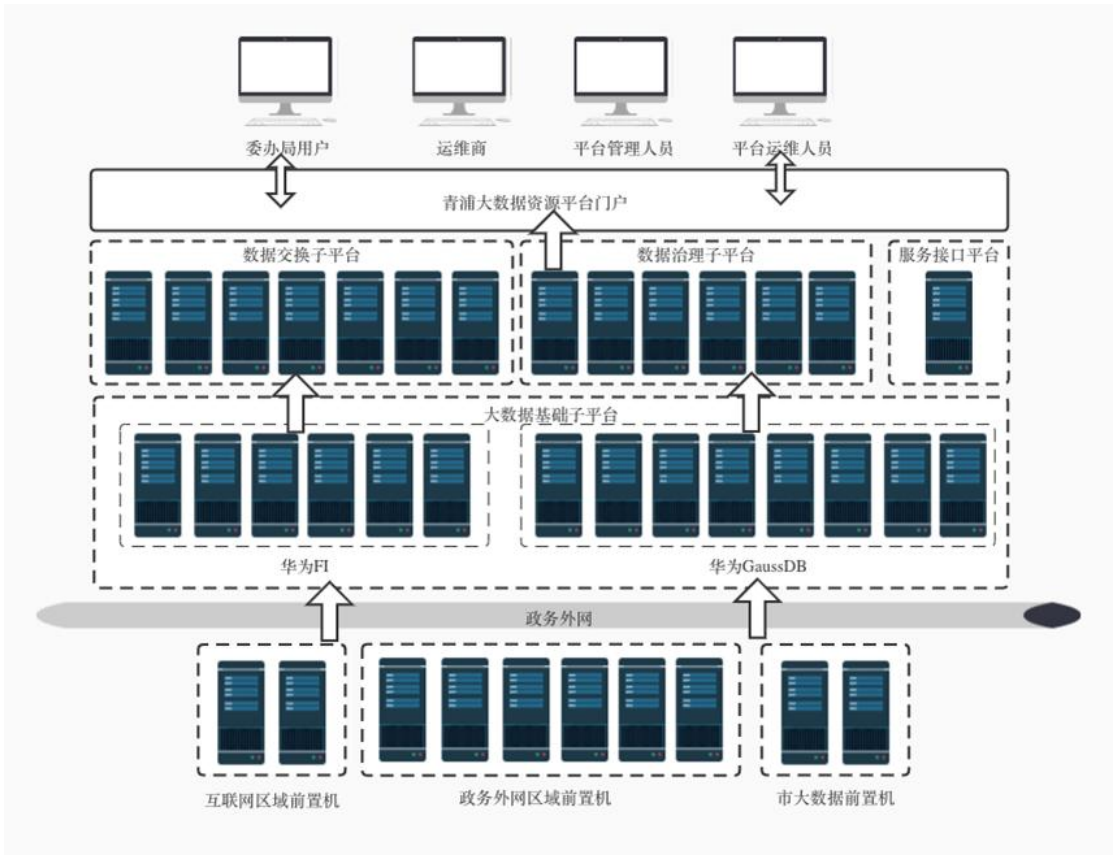 委办局用户
运维商
平台管理人员
平台运维人员
青浦大数据资源平台门户
数据交换子平台
数据治理子平台
服务接口平台
大数据基础子平台
华为FI
华为GaussDB
政务外网
互联网区域前置机
政务外网区域前置机
市大数据前置机